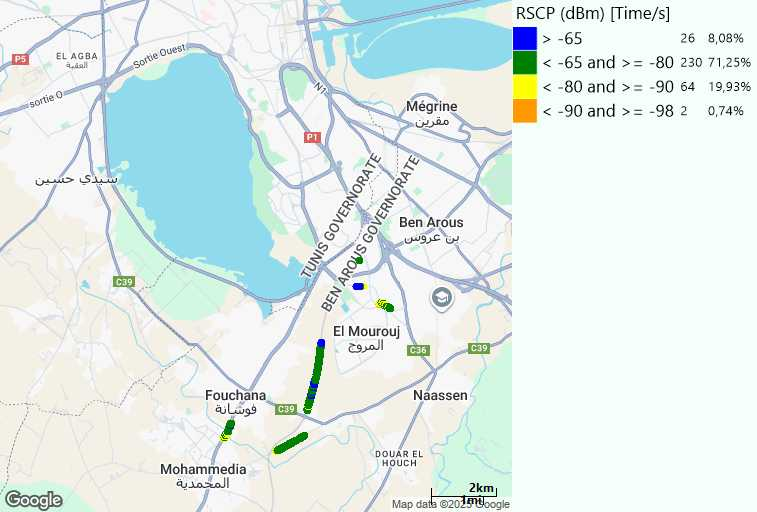 RSCP (dBm) [Time/s]
> -65 26 8,08%
< -65 and >= -80 230 71,25%
< -80 and >= -90 64 19,93%
< -90 and >= -98 2 0,74%
EL AGBA
العقبة
Sortie Ouest
P5
sortie O
N1
Mégrine
مقرين
P1
سيدي حسين
TUNIS GOVERNORATE
BEN AROUS GOVERNORATE
Ben Arous
بن عروس
C39
El Mourouj
المروج
C36
C39
Fouchana
فوشانة
C39
Naassen
Mohammedia
المحمدية
DOUAR EL
HOUCH
2km
1mi
Google
Map data ©2025 Google